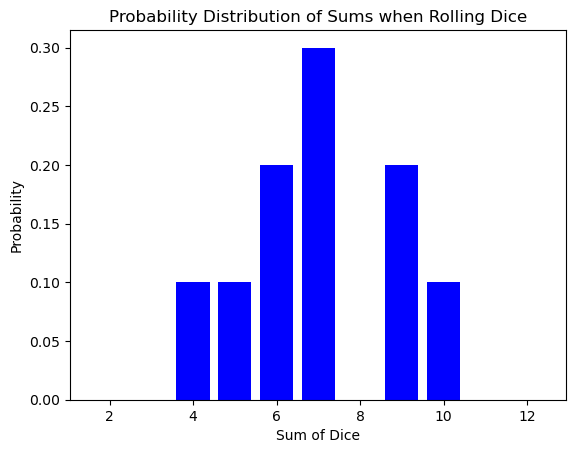 Probability Distribution of Sums when Rolling Dice
0.30
0.25
0.20
0.15
0.10
0.05
0.00
Probability
2 4 6 8 10 12
Sum of Dice